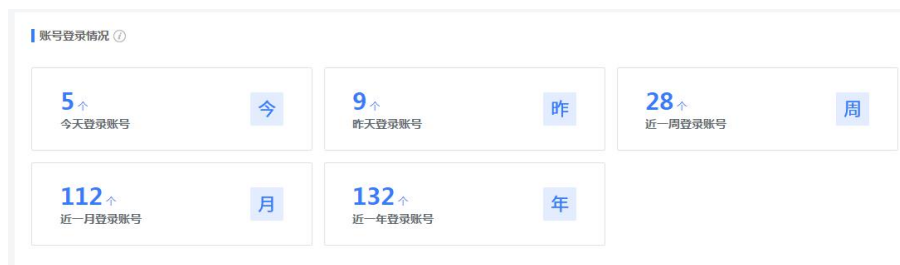 账号登录情况
5个
今天登录账号
今
9个
昨天登录账号
昨
28个
近一周登录账号
周
112个
近一月登录账号
月
132个
近一年登录账号
年